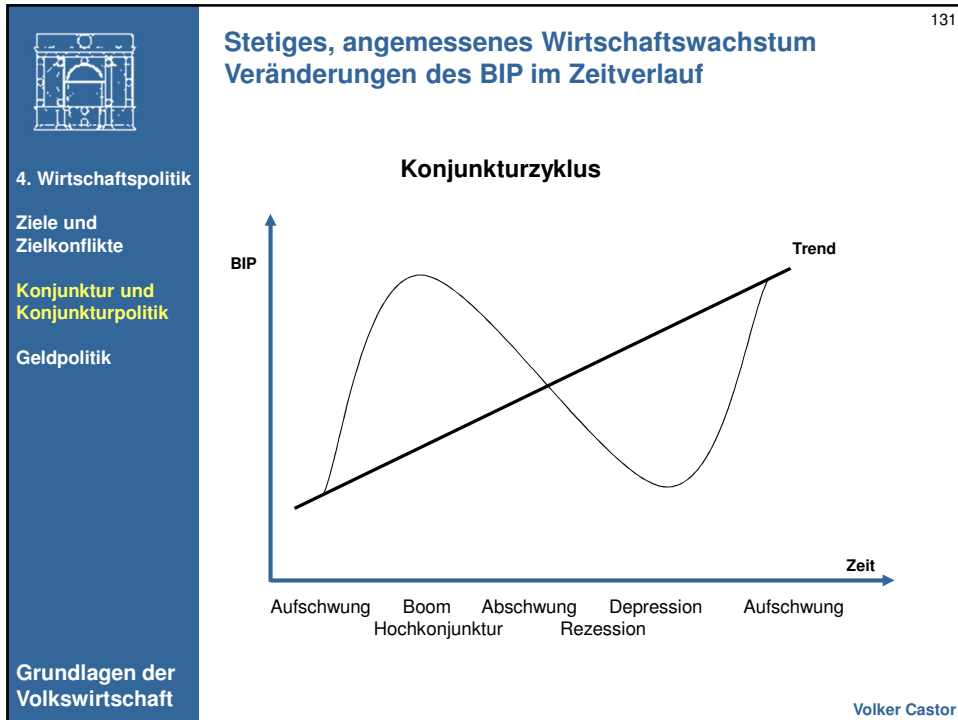 131
Stetiges, angemessenes Wirtschaftswachstum
Veränderungen des BIP im Zeitverlauf
4. Wirtschaftspolitik
Ziele und
Zielkonflikte
Konjunktur und
Konjunkturpolitik
Geldpolitik
Konjunkturzyklus
BIP
Trend
Zeit
Aufschwung Boom Abschwung Depression Aufschwung
Hochkonjunktur Rezession
Grundlagen der
Volkswirtschaft
Volker Castor